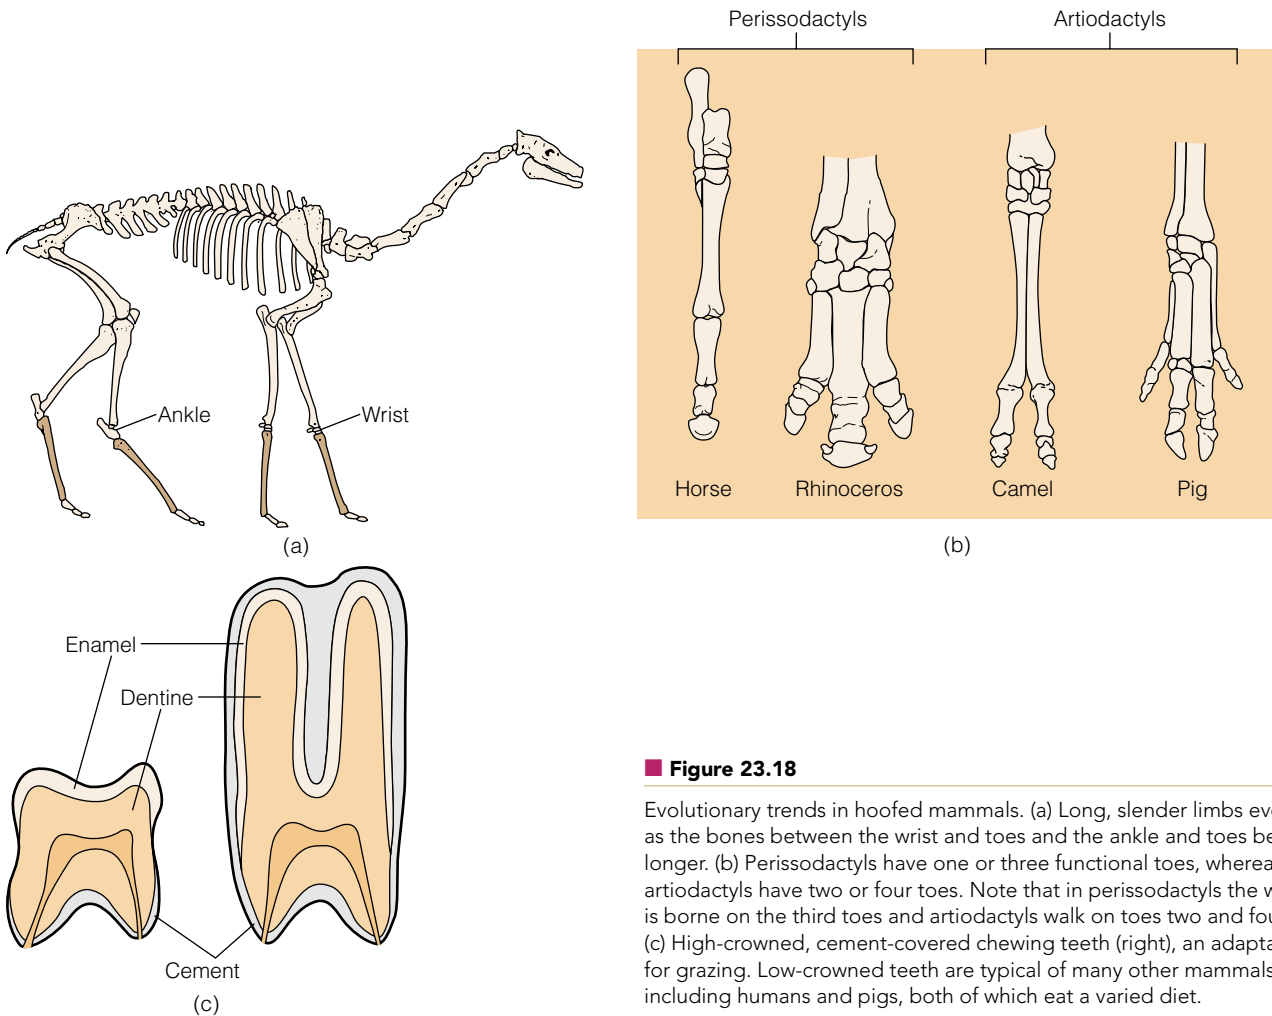 Perissodactyls
Artiodactyls
Ankle
Wrist
(a)
Horse
Rhinoceros
Camel
Pig
(b)
Enamel
Dentine
Cement
(c)
Figure 23.18
Evolutionary trends in hoofed mammals. (a) Long, slender limbs
as the bones between the wrist and toes and the ankle and toes
longer. (b) Perissodactyls have one or three functional toes,
artiodactyls have two or four toes. Note that in perissodactyls the
is borne on the third toes and artiodactyls walk on toes two and
(c) High-crowned, cement-covered chewing teeth (right), an
for grazing. Low-crowned teeth are typical of many other mammals
including humans and pigs, both of which eat a varied diet.